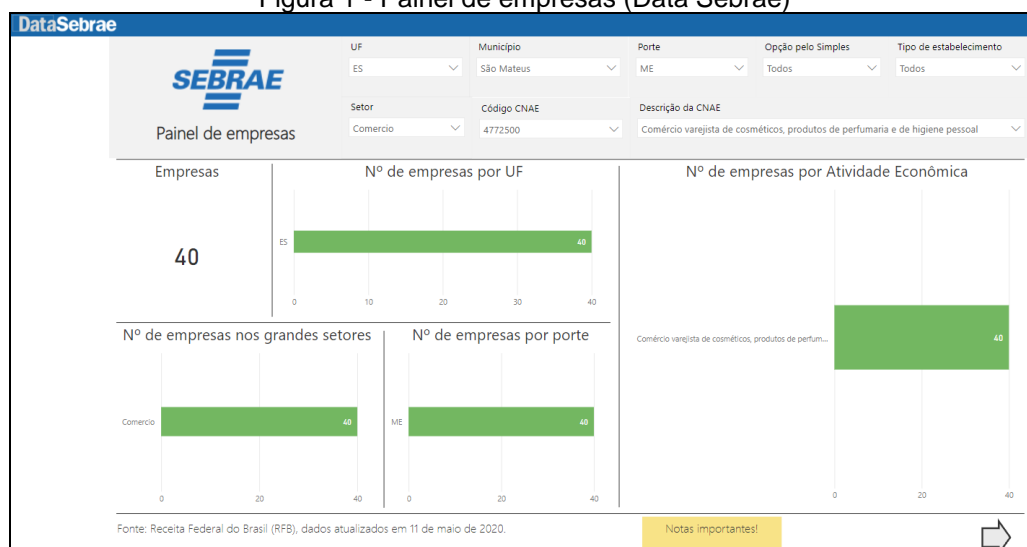 Figura 1 - Painel de empresas (Data Sebrae)
DataSebrae
SEBRAE
Painel de empresas
UF
ES
Município
São Mateus
Porte
ME
Opção pelo Simples
Todos
Tipo de estabelecimento
Todos
Setor
Comercio
Código CNAE
4772500
Descrição da CNAE
Comércio varejista de cosméticos, produtos de perfumaria e de higiene pessoal
Empresas
40
Nº de empresas por UF
ES
40
0 10 20 30 40
Nº de empresas por Atividade Econômica
Comércio varejista de cosméticos, produtos de perfum...
40
0 20 40
Nº de empresas nos grandes setores
Comercio
40
0 20 40
Nº de empresas por porte
ME
40
0 20 40
Fonte: Receita Federal do Brasil (RFB), dados atualizados em 11 de maio de 2020.
Notas importantes!